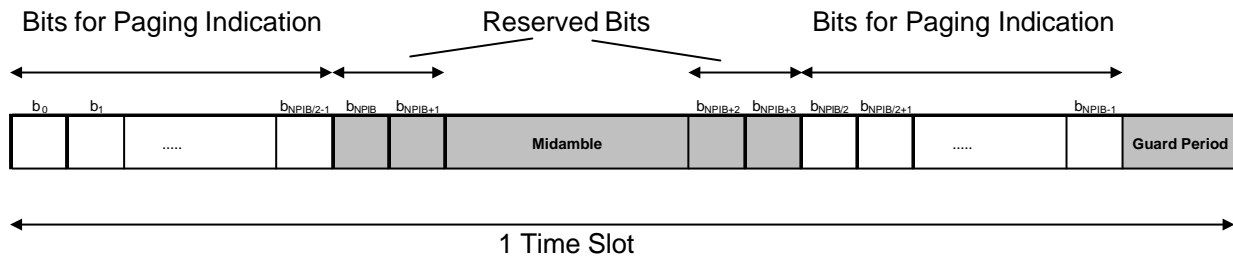 Bits for Paging Indication Reserved Bits Bits for Paging Indication
b0 b1 bNPIB/2-1 bNPIB bNPIB+1 bNPIB+2 bNPIB+3 bNPIB/2 bNPIB/2+1 bNPIB-1
..... Midamble ..... Guard Period
1 Time Slot